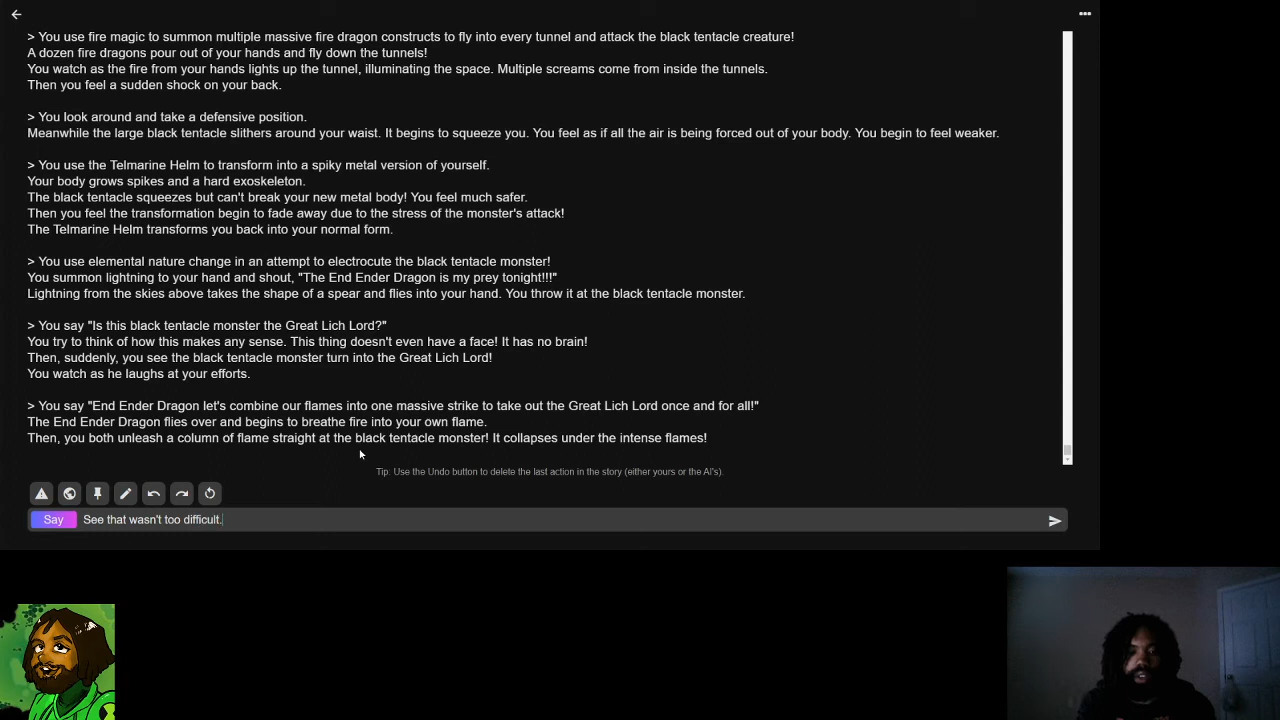 > You use fire magic to summon multiple massive fire dragon constructs to fly into every tunnel and attack the black tentacle creature!
A dozen fire dragons pour out of your hands and fly down the tunnels!
You watch as the fire from your hands lights up the tunnel, illuminating the space. Multiple screams come from inside the tunnels.
Then you feel a sudden shock on your back.
> You look around and take a defensive position.
Meanwhile the large black tentacle slithers around your waist. It begins to squeeze you. You feel as if all the air is being forced out of your body. You begin to feel weaker.
> You use the Telmarine Helm to transform into a spiky metal version of yourself.
Your body grows spikes and a hard exoskeleton.
The black tentacle squeezes but can't break your new metal body! You feel much safer.
Then you feel the transformation begin to fade away due to the stress of the monster's attack!
The Telmarine Helm transforms you back into your normal form.
> You use elemental nature change in an attempt to electrocute the black tentacle monster!
You summon lightning to your hand and shout, "The End Ender Dragon is my prey tonight!!!"
Lightning from the skies above takes the shape of a spear and flies into your hand. You throw it at the black tentacle monster.
> You say "Is this black tentacle monster the Great Lich Lord?"
You try to think of how this makes any sense. This thing doesn't even have a face! It has no brain!
Then, suddenly, you see the black tentacle monster turn into the Great Lich Lord!
You watch as he laughs at your efforts.
> You say "End Ender Dragon let's combine our flames into one massive strike to take out the Great Lich Lord once and for all!"
The End Ender Dragon flies over and begins to breathe fire into your own flame.
Then, you both unleash a column of flame straight at the black tentacle monster! It collapses under the intense flames!
Tip: Use the Undo button to delete the last action in the story (either yours or the AI's).
Say See that wasn't too difficult.